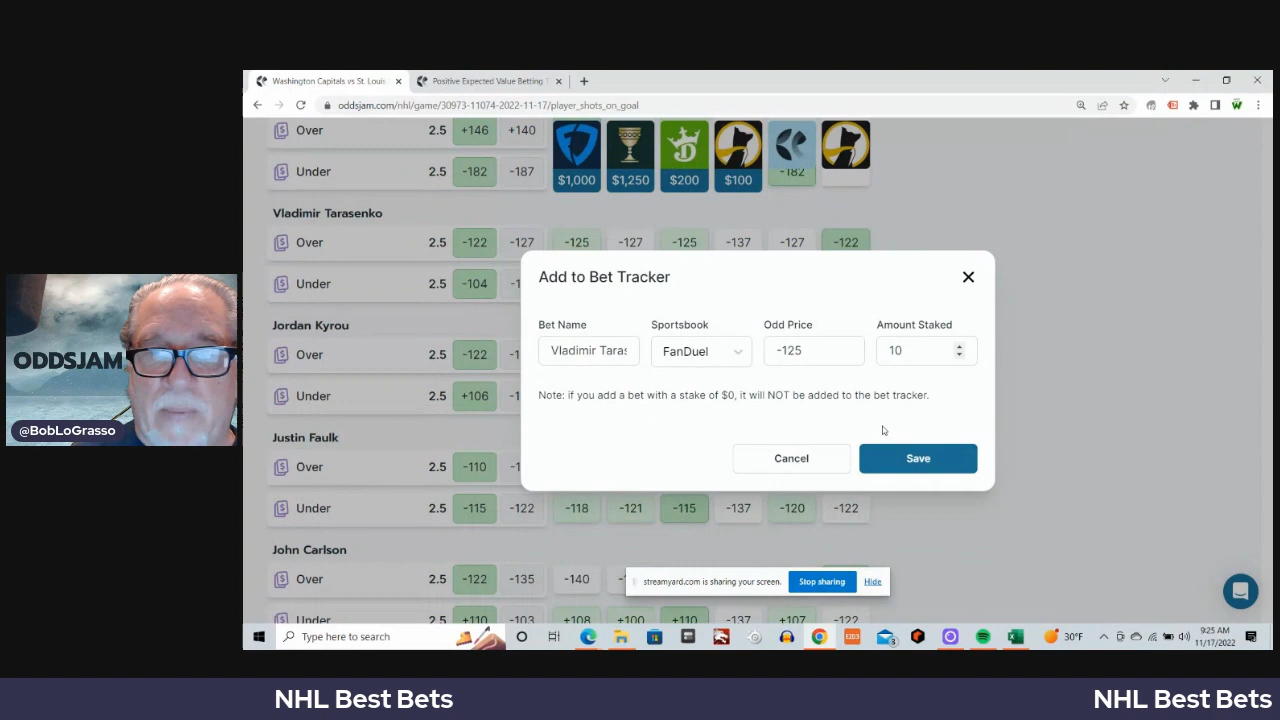 Washington Capitals vs St. Louis
Positive Expected Value Betting T
oddsjam.com/nhl/game/30973-11074-2022-11-17/player_shots_on_goal
Over 2.5 +146 +140
Under 2.5 -182 -187 $1,000 $1,250 $200 $100 -182
Vladimir Tarasenko
Over 2.5 -122 -127 -125 -127 -125 -137 -127 -122
Under 2.5 -104 -1
Jordan Kyrou
Over 2.5 -122 -
Under 2.5 +106 -
Justin Faulk
Over 2.5 -110 -1
Under 2.5 -115 -122 -118 -121 -115 -137 -120 -122
John Carlson
Over 2.5 -122 -135 -140 -1
Under 2.5 +110 -103 +108 +100 +110 -137 +107 -122
Add to Bet Tracker
Bet Name Sportsbook Odd Price Amount Staked
Vladimir Taras FanDuel -125 10
Note: if you add a bet with a stake of $0, it will NOT be added to the bet tracker.
Cancel Save
streamyard.com is sharing your screen. Stop sharing Hide
ODDSJAM
@BobLoGrasso
Type here to search
30°F
9:25 AM
11/17/2022
NHL Best Bets NHL Best Bets